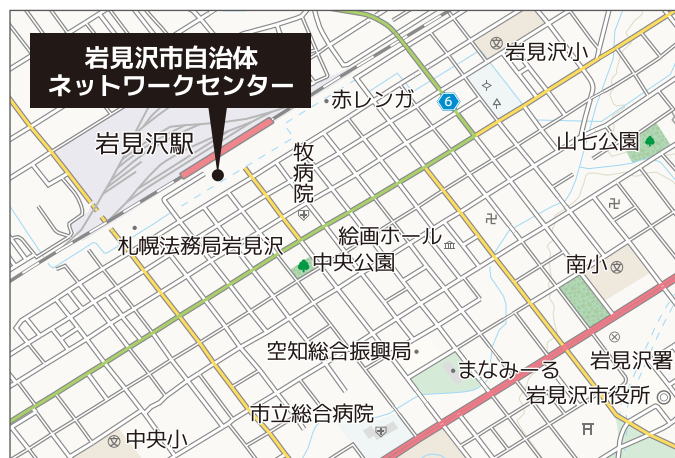 岩見沢市自治体
ネットワークセンター
岩見沢小
赤レンガ
6
岩見沢駅
山七公園
牧病院
札幌法務局岩見沢
絵画ホール
中央公園
南小
空知総合振興局
岩見沢署
まなみーる
岩見沢市役所
市立総合病院
中央小